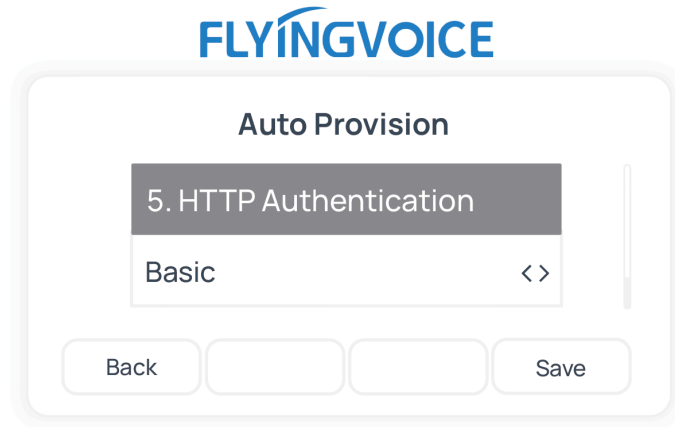 FLYINGVOICE
Auto Provision
5. HTTP Authentication
Basic < >
Back Save